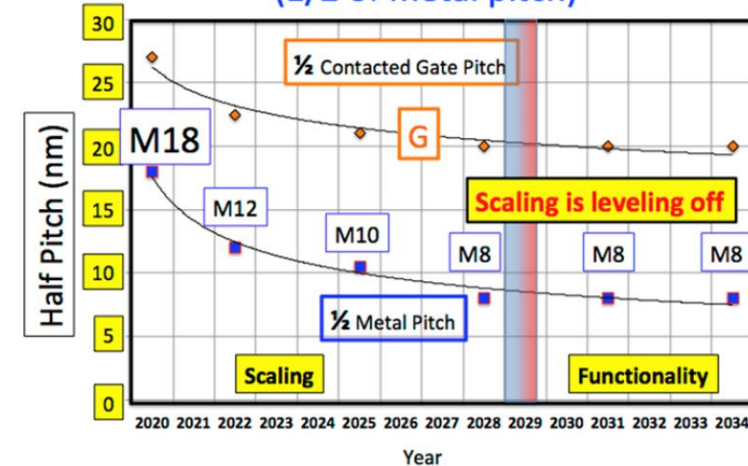 30
½ Contacted Gate Pitch
25
M18
20
G
Scaling is leveling off
15
M12
M10
M8
M8
M8
10
½ Metal Pitch
5
Scaling
Functionality
0
2020 2021 2022 2023 2024 2025 2026 2027 2028 2029 2030 2031 2032 2033 2034
Year
Half Pitch (nm)